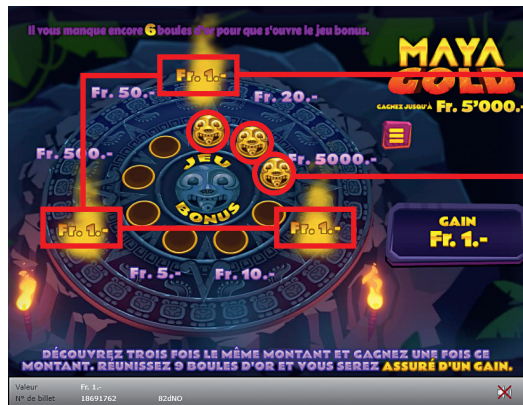 Il vous manque encore 6 boules d'or pour que s'ouvre le jeu bonus.
MAYA
GOLD
GAGNEZ JUSQU'À Fr. 5'000.-
Fr. 1.-
Fr. 50.-
Fr. 20.-
Fr. 500.-
Fr. 5000.-
JEU
BONUS
Fr. 1.-
Fr. 1.-
Fr. 5.-
Fr. 10.-
GAIN
Fr. 1.-
DÉCOUVREZ TROIS FOIS LE MÊME MONTANT ET GAGNEZ UNE FOIS CE
MONTANT. RÉUNISSEZ 9 BOULES D'OR ET VOUS SEREZ ASSURÉ D'UN GAIN.
Valeur Fr. 1.-
N° de billet 18691762 82dNO